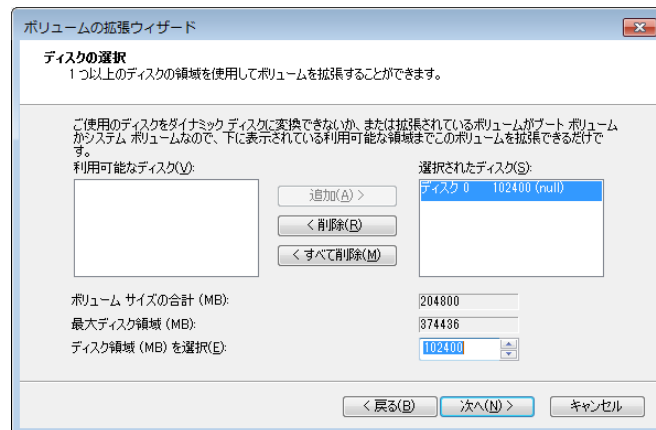 ボリュームの拡張ウィザード
ディスクの選択
1 つ以上のディスクの領域を使用してボリュームを拡張することができます。
ご使用のディスクをダイナミック ディスクに変換できないか、または拡張されているボリュームがブート ボリューム
かシステム ボリュームなので、下に表示されている利用可能な領域までこのボリュームを拡張できるだけで
す。
利用可能なディスク(V):
選択されたディスク(S):
ディスク 0 102400 (null)
追加(A) >
< 削除(R)
< すべて削除(M)
ボリューム サイズの合計 (MB):
204800
最大ディスク領域 (MB):
374436
ディスク領域 (MB) を選択(E):
102400
< 戻る(B)
次へ(N) >
キャンセル